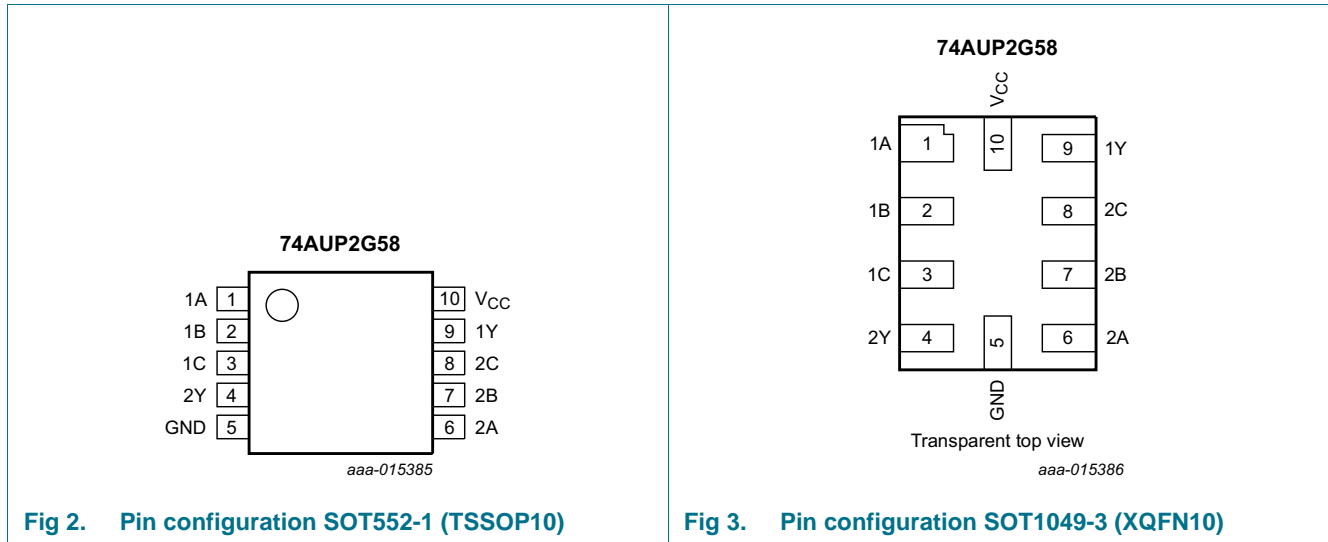 74AUP2G58
1A 1 10 VCC
1B 2 9 1Y
1C 3 8 2C
2Y 4 7 2B
GND 5 6 2A
aaa-015385
Fig 2. Pin configuration SOT552-1 (TSSOP10)
74AUP2G58
VCC
10
1A 1 9 1Y
1B 2 8 2C
1C 3 7 2B
2Y 4 6 2A
5
GND
Transparent top view
aaa-015386
Fig 3. Pin configuration SOT1049-3 (XQFN10)